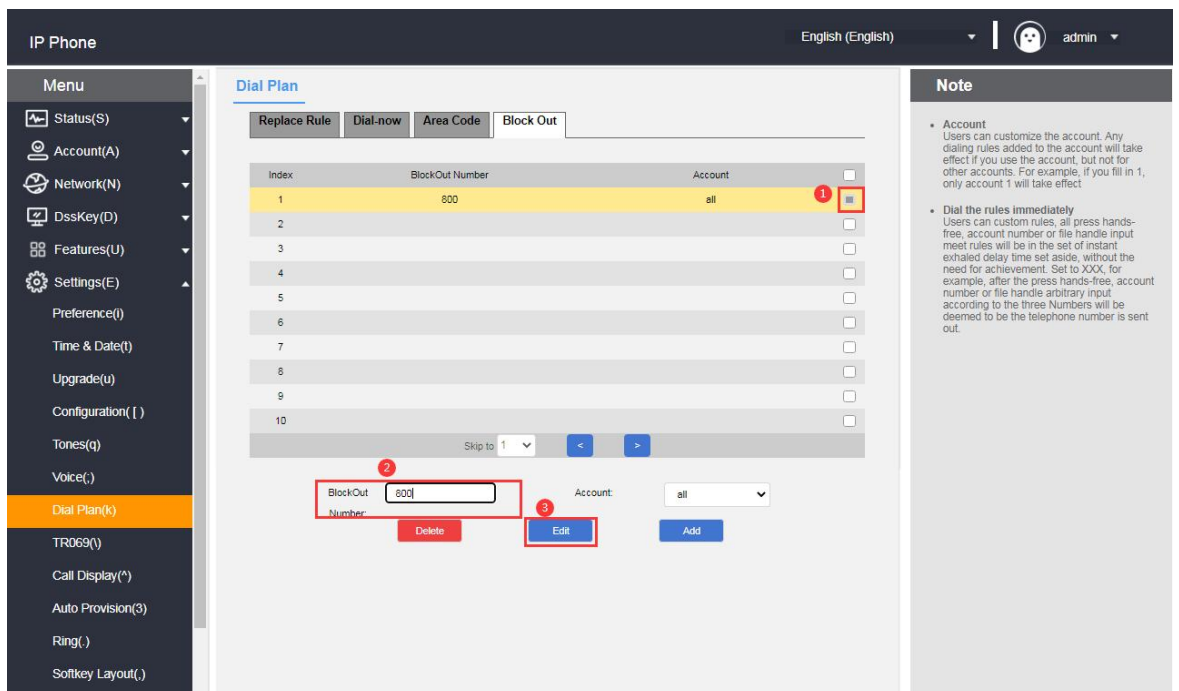 IP Phone
English (English)
admin
Menu
Status(S)
Account(A)
Network(N)
DssKey(D)
Features(U)
Settings(E)
Preference(i)
Time & Date(t)
Upgrade(u)
Configuration( [ )
Tones(q)
Voice(;)
Dial Plan(k)
TR069(\)
Call Display(^)
Auto Provision(3)
Ring(.)
Softkey Layout(,)
Dial Plan
Replace Rule Dial-now Area Code Block Out
Index BlockOut Number Account
1 800 all 1
2
3
4
5
6
7
8
9
10
Skip to 1 < >
2
BlockOut 800 Account: all
Number:
3
Delete Edit Add
Note
• Account
Users can customize the account. Any
dialing rules added to the account will take
effect if you use the account, but not for
other accounts. For example, if you fill in 1,
only account 1 will take effect
• Dial the rules immediately
Users can custom rules, all press hands-
free, account number or file handle input
meet rules will be in the set of instant
exhaled delay time set aside, without the
need for achievement. Set to XXX, for
example, after the press hands-free, account
number or file handle arbitrary input
according to the three Numbers will be
deemed to be the telephone number is sent
out.